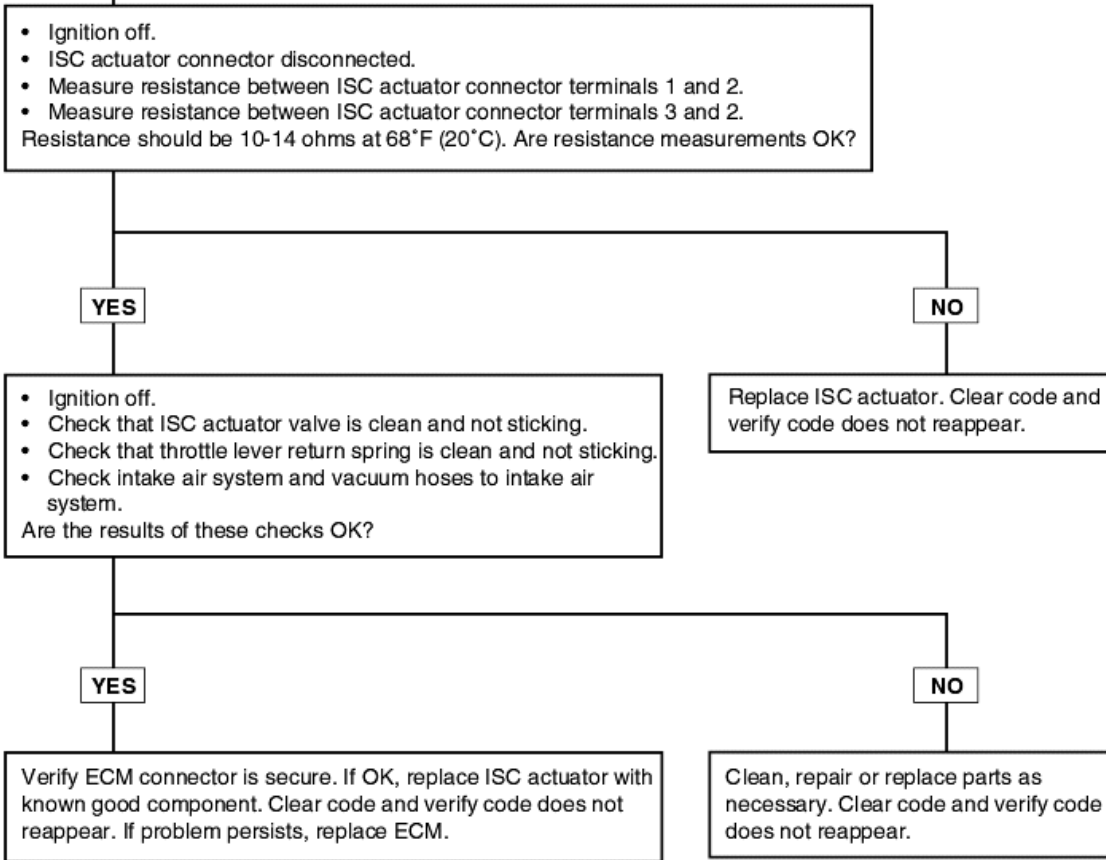 • Ignition off.
• ISC actuator connector disconnected.
• Measure resistance between ISC actuator connector terminals 1 and 2.
• Measure resistance between ISC actuator connector terminals 3 and 2.
Resistance should be 10-14 ohms at 68˚F (20˚C). Are resistance measurements OK?
YES
NO
• Ignition off.
• Check that ISC actuator valve is clean and not sticking.
• Check that throttle lever return spring is clean and not sticking.
• Check intake air system and vacuum hoses to intake air
system.
Are the results of these checks OK?
Replace ISC actuator. Clear code and
verify code does not reappear.
YES
NO
Verify ECM connector is secure. If OK, replace ISC actuator with
known good component. Clear code and verify code does not
reappear. If problem persists, replace ECM.
Clean, repair or replace parts as
necessary. Clear code and verify code
does not reappear.